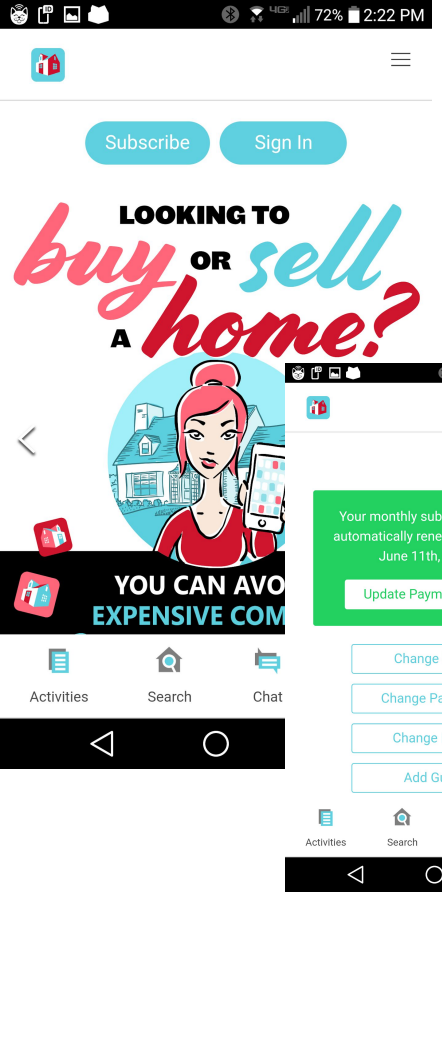 72% 2:22 PM
Subscribe
Sign In
LOOKING TO
buy OR sell
A home?
YOU CAN AVO
EXPENSIVE COM
Activities
Search
Chat
Your monthly sub
automatically rene
June 11th,
Update Paym
Change
Change Pa
Change
Add Gu
Activities
Search